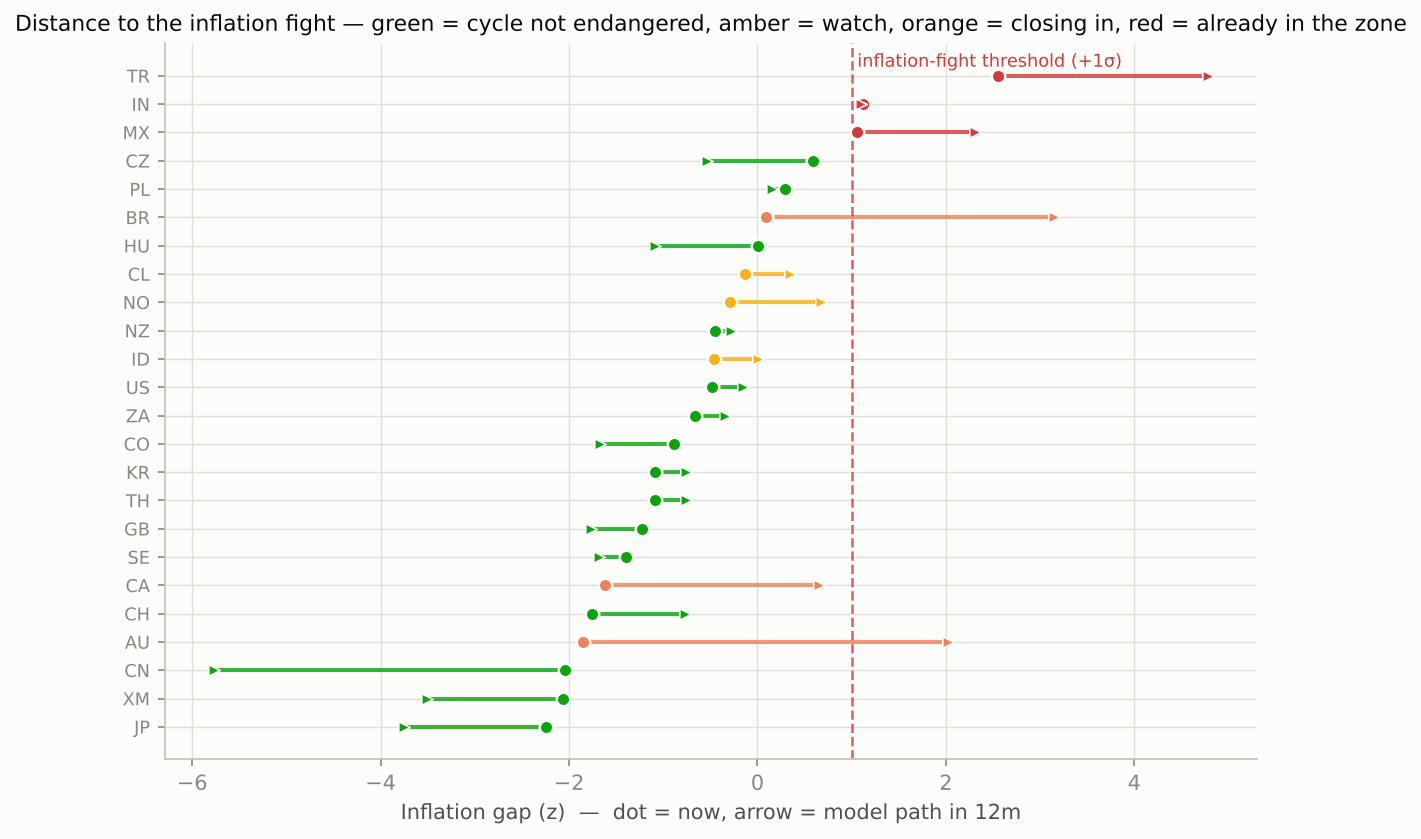 Distance to the inflation fight — green = cycle not endangered, amber = watch, orange = closing in, red = already in the zone
inflation-fight threshold (+1σ)
TR
IN
MX
CZ
PL
BR
HU
CL
NO
NZ
ID
US
ZA
CO
KR
TH
GB
SE
CA
CH
AU
CN
XM
JP
−6 −4 −2 0 2 4
Inflation gap (z) — dot = now, arrow = model path in 12m